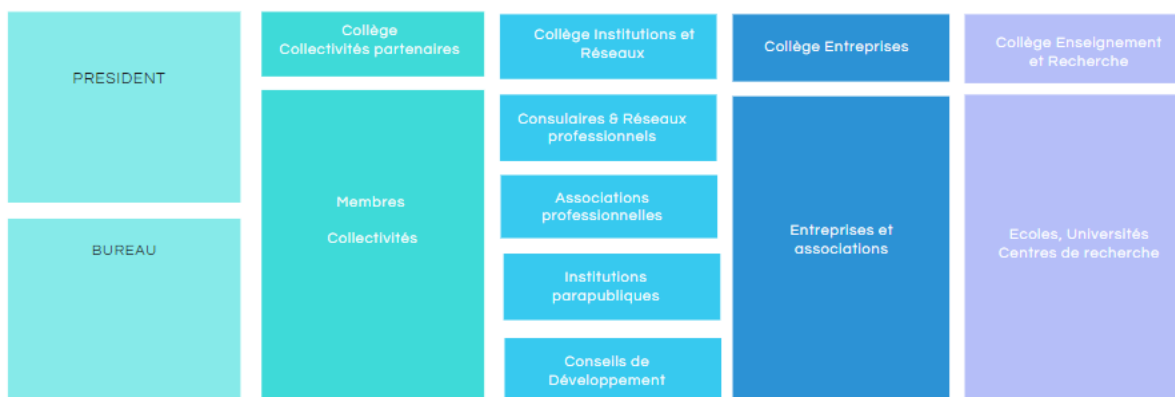 PRESIDENT
BUREAU
Collège
Collectivités partenaires
Membres
Collectivités
Collège Institutions et
Réseaux
Consulaires & Réseaux
professionnels
Associations
professionnelles
Institutions
parapubliques
Conseils de
Développement
Collège Entreprises
Entreprises et
associations
Collège Enseignement
et Recherche
Ecoles, Universités
Centres de recherche